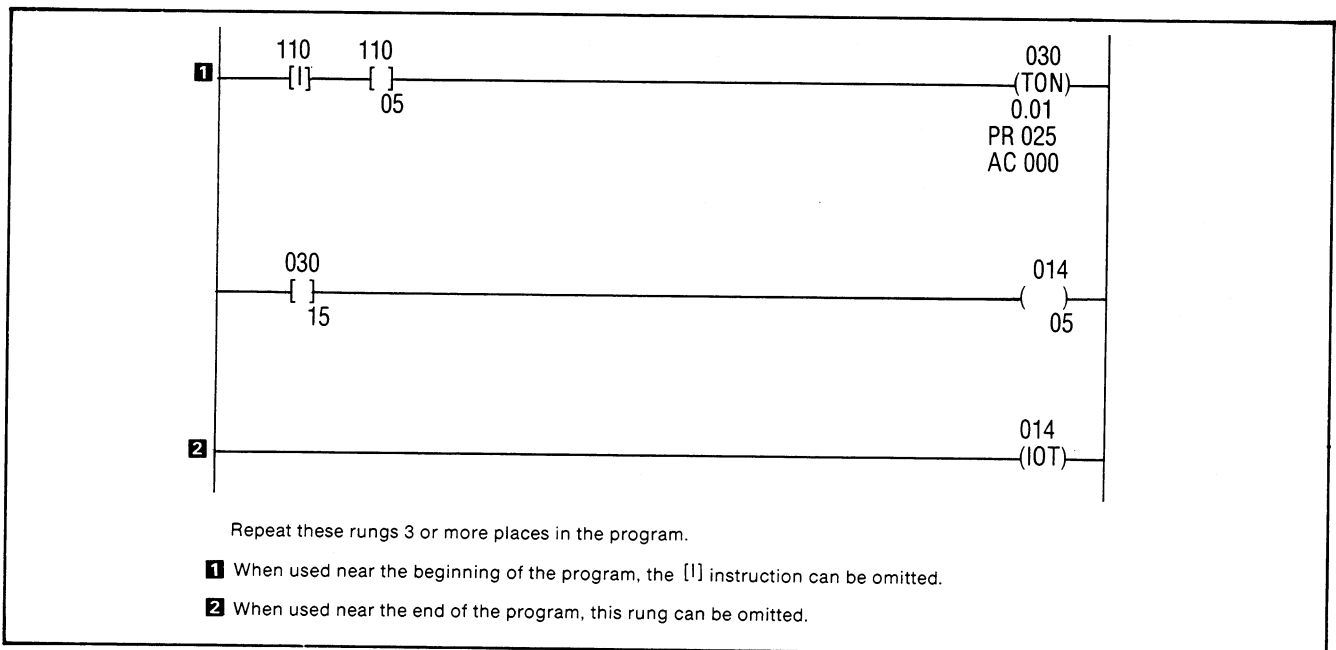 110 110 030
1 [I] [ ] (TON)
05 0.01
PR 025
AC 000
030 014
[ ] ( )
15 05
014
2 (IOT)
Repeat these rungs 3 or more places in the program.
1 When used near the beginning of the program, the [I] instruction can be omitted.
2 When used near the end of the program, this rung can be omitted.